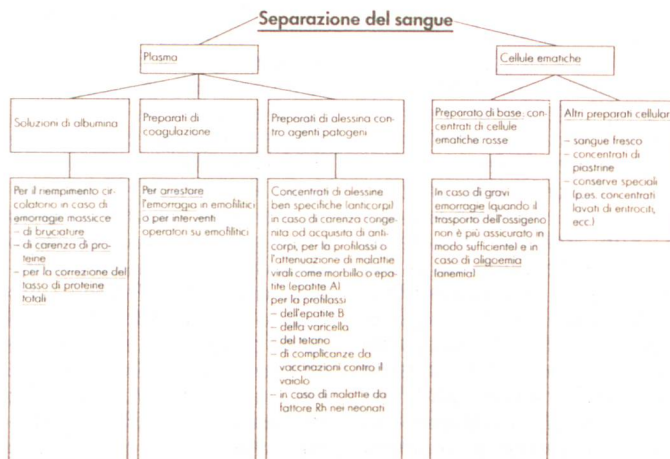 Separazione del sangue
Plasma
Cellule ematiche
Soluzioni di albumina
Preparati di
coagulazione
Preparati di alessina con-
tro agenti patogeni
Preparato di base: con-
centrati di cellule
ematiche rosse
Altri preparati cellular
– sangue fresco
– concentrati di
piastrine
– conserve speciali
(p.es. concentrati
lavati di eritrociti,
ecc.)
Per il riempimento cir-
colatorio in caso di
emorragie massicce
– di bruciature
– di carenza di pro-
teine
– per la correzione del
tasso di proteine
totali
Per arrestare
l'emorragia in emofilitici
o per interventi
operatori su emofilitici
Concentrati di alessine
ben specifiche (anticorpi)
in caso di carenza conge-
nita od acquisita di anti-
corpi, per la profilassi o
l'attenuazione di malattie
virali come morbillo o epa-
tite (epatite A)
per la profilassi
– dell'epatite B
– della varicella
– del tetano
– di complicanze da
vaccinazioni contro il
vaiolo
– in caso di malattie da
fattore Rh nei neonati
In caso di gravi
emorragie (quando il
trasporto dell'ossigeno
non è più assicurato in
modo sufficiente) e in
caso di oligoemia
(anemia)